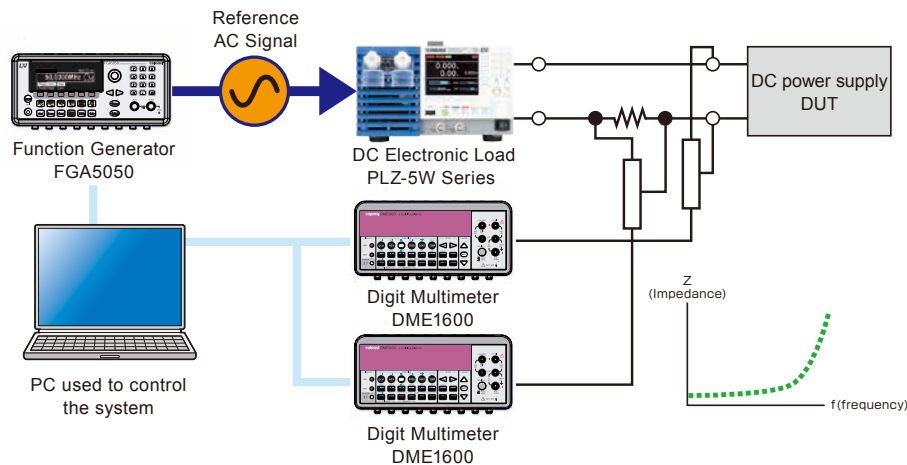 Reference
AC Signal
Function Generator
FGA5050
DC Electronic Load
PLZ-5W Series
DC power supply
DUT
Digit Multimeter
DME1600
Digit Multimeter
DME1600
PC used to control
the system
Z
(Impedance)
f(frequency)